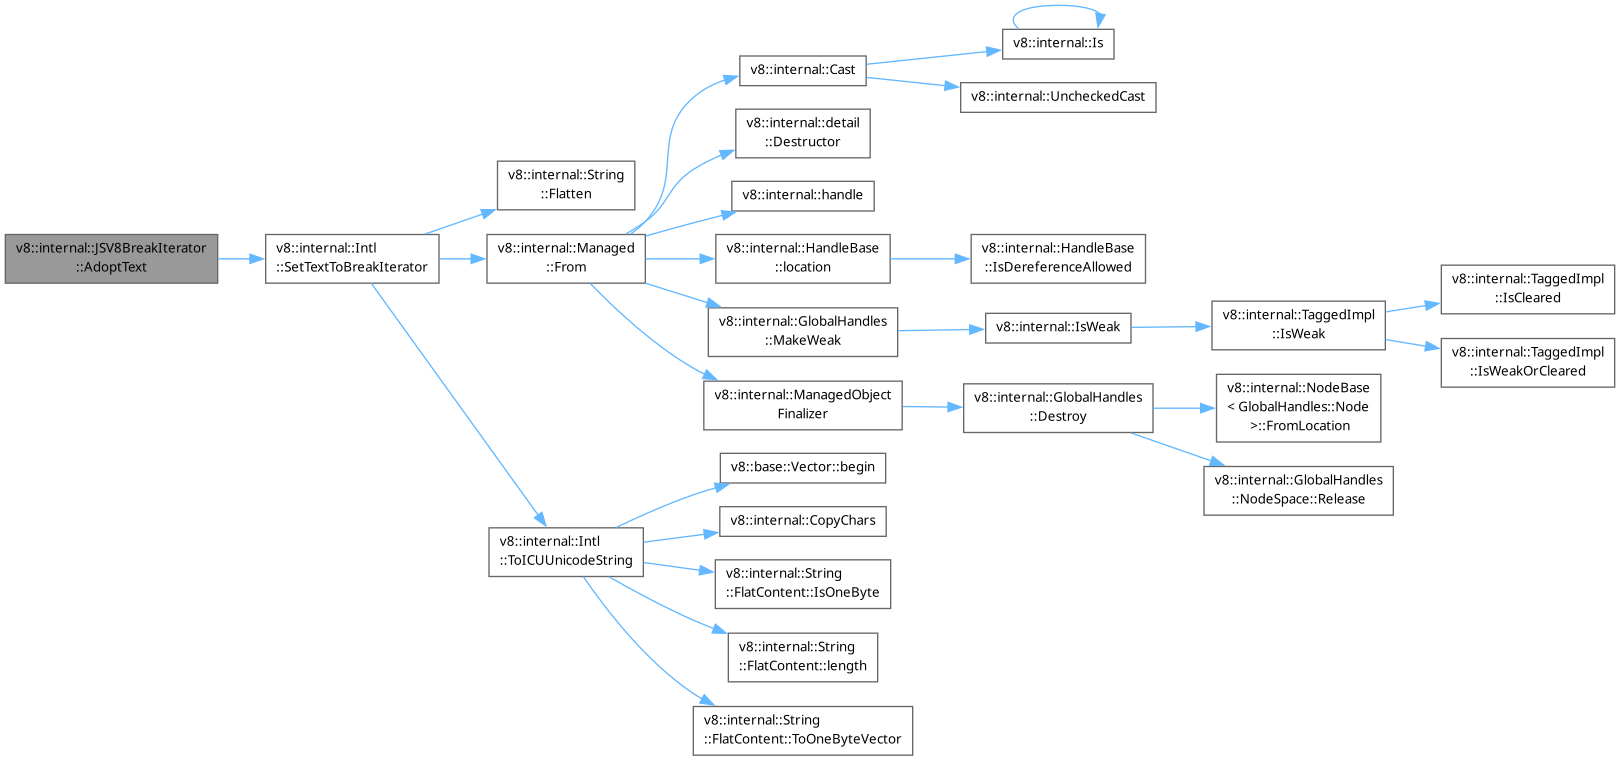 v8::internal::JSV8BreakIterator
::AdoptText
v8::internal::Intl
::SetTextToBreakIterator
v8::internal::String
::Flatten
v8::internal::Managed
::From
v8::internal::Cast
v8::internal::Is
v8::internal::UncheckedCast
v8::internal::detail
::Destructor
v8::internal::handle
v8::internal::HandleBase
::location
v8::internal::HandleBase
::IsDereferenceAllowed
v8::internal::GlobalHandles
::MakeWeak
v8::internal::IsWeak
v8::internal::TaggedImpl
::IsWeak
v8::internal::TaggedImpl
::IsCleared
v8::internal::TaggedImpl
::IsWeakOrCleared
v8::internal::ManagedObject
Finalizer
v8::internal::GlobalHandles
::Destroy
v8::internal::NodeBase
< GlobalHandles::Node
>::FromLocation
v8::internal::GlobalHandles
::NodeSpace::Release
v8::internal::Intl
::ToICUUnicodeString
v8::base::Vector::begin
v8::internal::CopyChars
v8::internal::String
::FlatContent::IsOneByte
v8::internal::String
::FlatContent::length
v8::internal::String
::FlatContent::ToOneByteVector